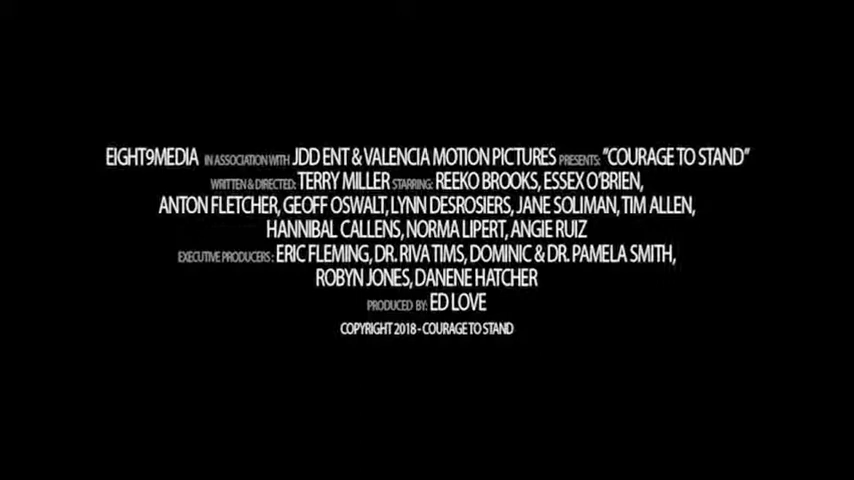 EIGHT9MEDIA IN ASSOCIATION WITH JDD ENT & VALENCIA MOTION PICTURES PRESENTS: "COURAGE TO STAND"
WRITTEN & DIRECTED: TERRY MILLER STARRING: REEKO BROOKS, ESSEX O'BRIEN,
ANTON FLETCHER, GEOFF OSWALT, LYNN DESROSIERS, JANE SOLIMAN, TIM ALLEN,
HANNIBAL CALLENS, NORMA LIPERT, ANGIE RUIZ
EXECUTIVE PRODUCERS: ERIC FLEMING, DR. RIVA TIMS, DOMINIC & DR. PAMELA SMITH,
ROBYN JONES, DANENE HATCHER
PRODUCED BY: ED LOVE
COPYRIGHT 2018 - COURAGE TO STAND